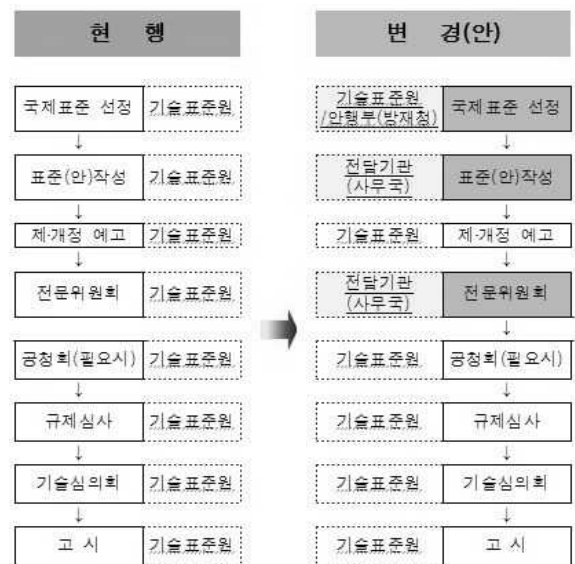 현 행
변 경(안)
국제표준 선정 기술표준원
↓
표준(안)작성 기술표준원
↓
제·개정 예고 기술표준원
↓
전문위원회 기술표준원
공청회(필요시) 기술표준원
↓
규제심사 기술표준원
↓
기술심의회 기술표준원
↓
고 시 기술표준원
기술표준원
/안행부(방재청)
국제표준 선정
↓
전담기관
(사무국)
표준(안)작성
↓
기술표준원 제·개정 예고
↓
전담기관
(사무국)
전문위원회
↓
기술표준원 공청회(필요시)
↓
기술표준원 규제심사
↓
기술표준원 기술심의회
↓
기술표준원 고 시